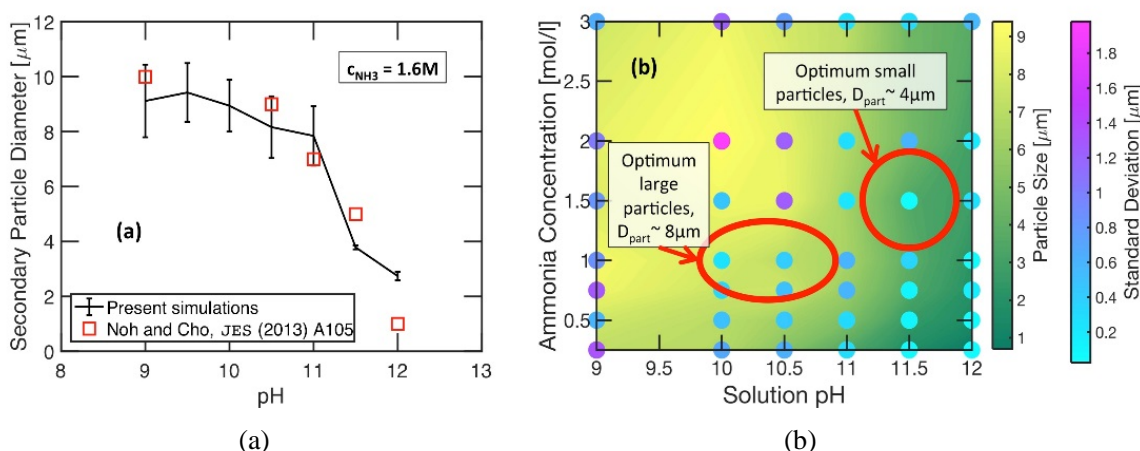 Secondary Particle Diameter [μm]
12
10
8
6
4
2
0
8
9
10
11
12
13
pH
c_NH3 = 1.6M
(a)
Present simulations
Noh and Cho, JES (2013) A105
(a)
Ammonia Concentration [mol/l]
3
2.5
2
1.5
1
0.5
9
9.5
10
10.5
11
11.5
12
Solution pH
(b)
Optimum small
particles, D_part~ 4μm
Optimum
large
particles,
D_part~ 8μm
9
8
7
6
5
4
3
2
1
Particle Size [μm]
1.8
1.6
1.4
1.2
1
0.8
0.6
0.4
0.2
Standard Deviation [μm]
(b)